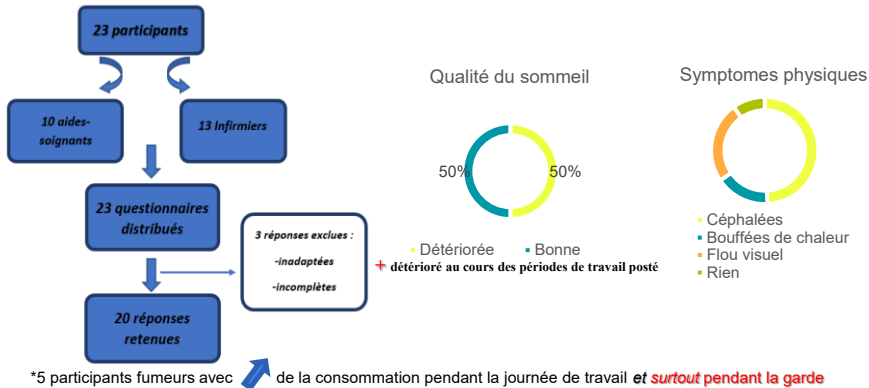 23 participants
10 aides-
soignants
13 Infirmiers
23 questionnaires
distribués
3 réponses exclues :
-inadaptées
-incomplètes
20 réponses
retenues
Qualité du sommeil
50%
50%
Détériorée
Bonne
+ détérioré au cours des périodes de travail posté
Symptomes physiques
Céphalées
Bouffées de chaleur
Flou visuel
Rien
*5 participants fumeurs avec de la consommation pendant la journée de travail et surtout pendant la garde